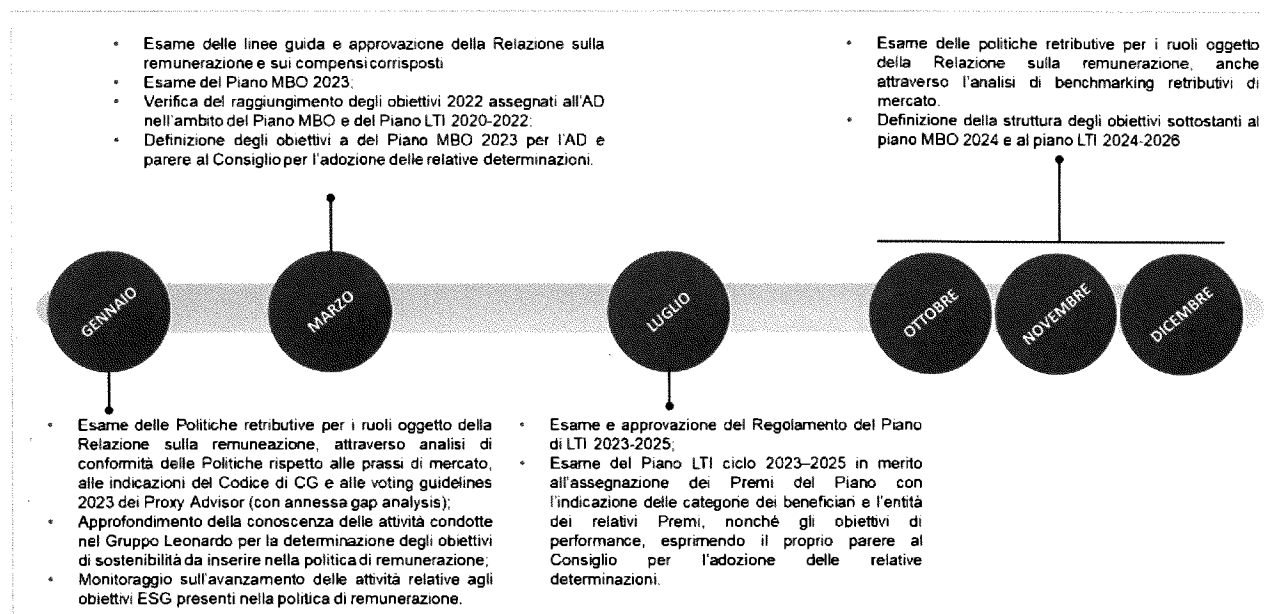 • Esame delle linee guida e approvazione della Relazione sulla
remunerazione e sui compensi corrisposti
• Esame del Piano MBO 2023;
• Verifica del raggiungimento degli obiettivi 2022 assegnati all'AD
nell'ambito del Piano MBO e del Piano LTI 2020-2022;
• Definizione degli obiettivi a del Piano MBO 2023 per l'AD e
parere al Consiglio per l'adozione delle relative determinazioni.
• Esame delle politiche retributive per i ruoli oggetto
della Relazione sulla remunerazione, anche
attraverso l'analisi di benchmarking retributivi di
mercato.
• Definizione della struttura degli obiettivi sottostanti al
piano MBO 2024 e al piano LTI 2024-2026
GENNAIO
MARZO
LUGLIO
OTTOBRE
NOVEMBRE
DICEMBRE
• Esame delle Politiche retributive per i ruoli oggetto della
Relazione sulla remuneazione, attraverso analisi di
conformità delle Politiche rispetto alle prassi di mercato,
alle indicazioni del Codice di CG e alle voting guidelines
2023 dei Proxy Advisor (con annessa gap analysis);
• Approfondimento della conoscenza delle attività condotte
nel Gruppo Leonardo per la determinazione degli obiettivi
di sostenibilità da inserire nella politica di remunerazione;
• Monitoraggio sull'avanzamento delle attività relative agli
obiettivi ESG presenti nella politica di remunerazione.
• Esame e approvazione del Regolamento del Piano
di LTI 2023-2025;
• Esame del Piano LTI ciclo 2023–2025 in merito
all'assegnazione dei Premi del Piano con
l'indicazione delle categorie dei beneficiari e l'entità
dei relativi Premi, nonché gli obiettivi di
performance, esprimendo il proprio parere al
Consiglio per l'adozione delle relative
determinazioni.